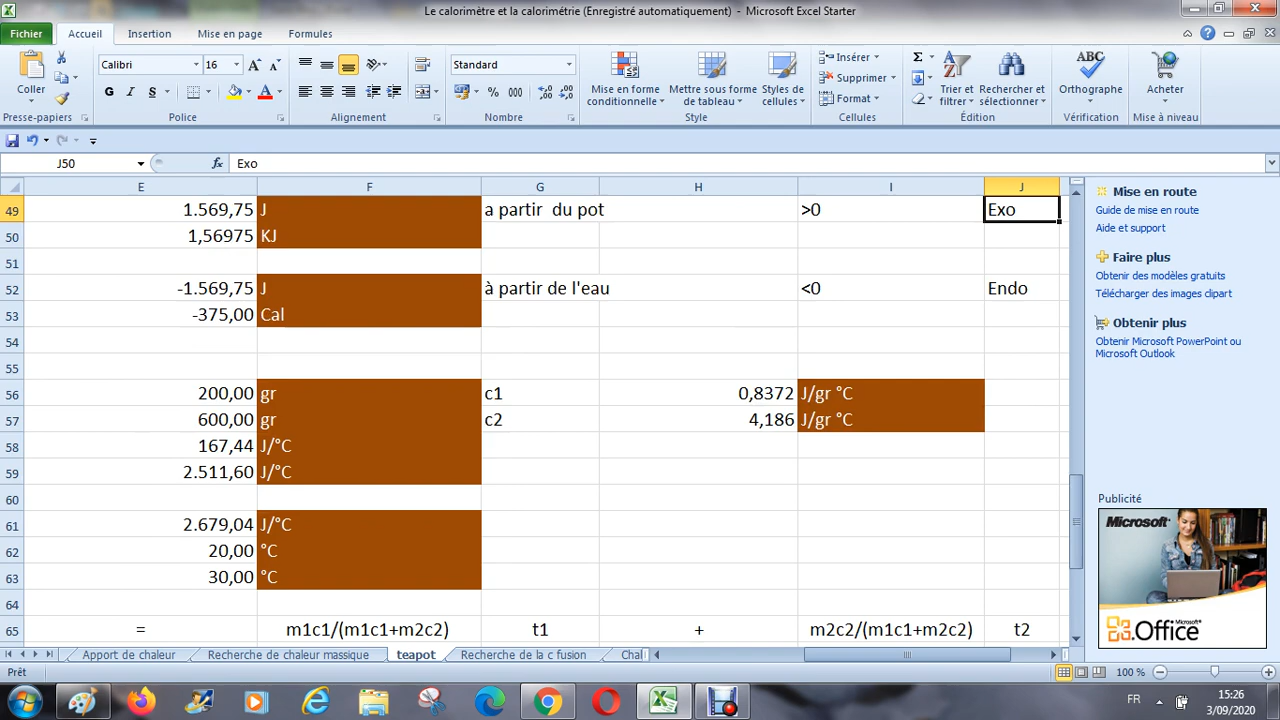 Le calorimètre et la calorimétrie (Enregistré automatiquement) - Microsoft Excel Starter
Fichier Accueil Insertion Mise en page Formules
Coller
Calibri 16
G I S
Standard
% 000
Mise en forme conditionnelle
Mettre sous forme de tableau
Styles de cellules
Insérer
Supprimer
Format
Σ
Trier et filtrer
Rechercher et sélectionner
ABC
Orthographe
Acheter
Presse-papiers Police Alignement Nombre Style Cellules Édition Vérification Mise à niveau
J50 fx Exo
E F G H I J
49 1.569,75 J a partir du pot >0 Exo
50 1,56975 KJ
51
52 -1.569,75 J à partir de l'eau <0 Endo
53 -375,00 Cal
54
55
56 200,00 gr c1 0,8372 J/gr °C
57 600,00 gr c2 4,186 J/gr °C
58 167,44 J/°C
59 2.511,60 J/°C
60
61 2.679,04 J/°C
62 20,00 °C
63 30,00 °C
64
65 = m1c1/(m1c1+m2c2) t1 + m2c2/(m1c1+m2c2) t2
Mise en route
Guide de mise en route
Aide et support
Faire plus
Obtenir des modèles gratuits
Télécharger des images clipart
Obtenir plus
Obtenir Microsoft PowerPoint ou
Microsoft Outlook
Publicité
Microsoft
Microsoft
Office
Apport de chaleur Recherche de chaleur massique teapot Recherche de la c fusion Chal
Prêt 100 %
FR 15:26
3/09/2020